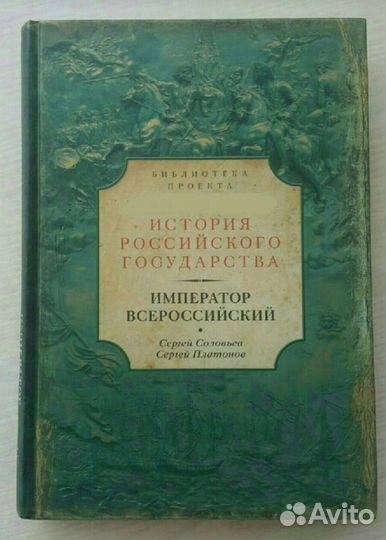 БИБЛИОТЕКА
ПРОЕКТА
ИСТОРИЯ
РОССИЙСКОГО
ГОСУДАРСТВА
ИМПЕРАТОР
ВСЕРОССИЙСКИЙ
Сергей Соловьев
Сергей Платонов
Avito